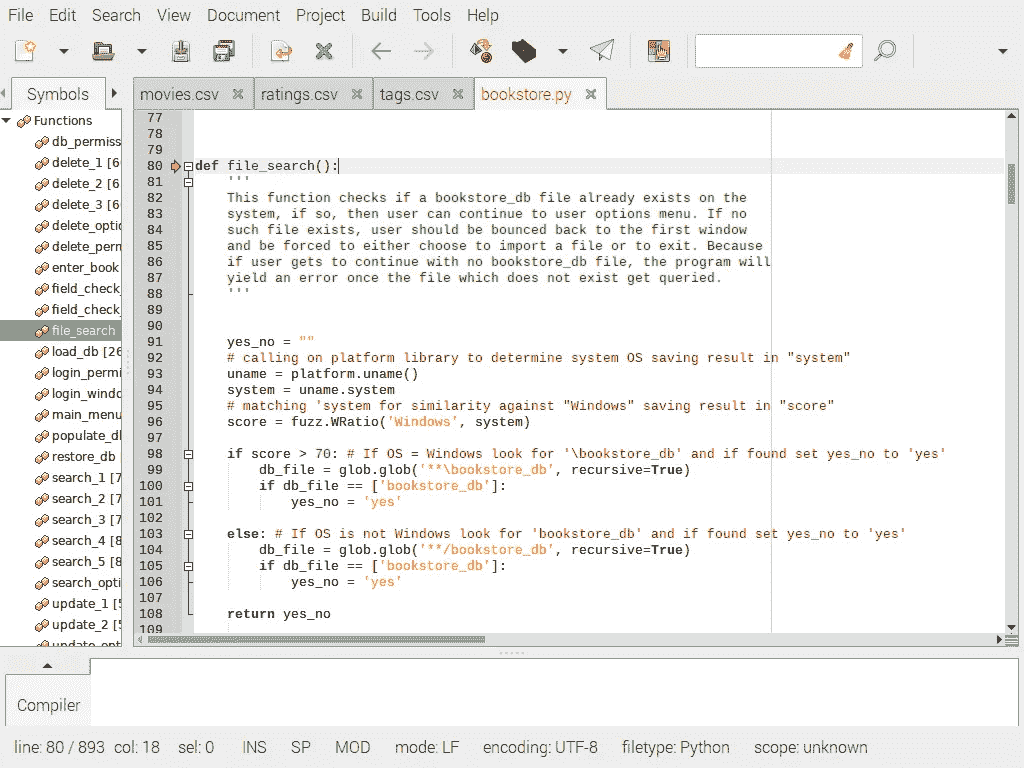 File Edit Search View Document Project Build Tools Help
Symbols
movies.csv
ratings.csv
tags.csv
bookstore.py
Functions
db_permiss
delete_1 [6
delete_2 [6
delete_3 [6
delete_optio
delete_perm
enter_book
field_check_
field_check_
file_search
load_db [26
login_permi
login_windo
main_menu
populate_db
restore_db
search_1 [7
search_2 [7
search_3 [7
search_4 [8
search_5 [8
search_opti
update_1 [5
update_2 [5
update_opt
77
78
79
80 def file_search():
81 '''
82 This function checks if a bookstore_db file already exists on the
83 system, if so, then user can continue to user options menu. If no
84 such file exists, user should be bounced back to the first window
85 and be forced to either choose to import a file or to exit. Because
86 if user gets to continue with no bookstore_db file, the program will
87 yield an error once the file which does not exist get queried.
88 '''
89
90
91 yes_no = ""
92 # calling on platform library to determine system OS saving result in "system"
93 uname = platform.uname()
94 system = uname.system
95 # matching 'system for similarity against "Windows" saving result in "score"
96 score = fuzz.WRatio('Windows', system)
97
98 if score > 70: # If OS = Windows look for '\bookstore_db' and if found set yes_no to 'yes'
99 db_file = glob.glob('**\bookstore_db', recursive=True)
100 if db_file == ['bookstore_db']:
101 yes_no = 'yes'
102
103 else: # If OS is not Windows look for 'bookstore_db' and if found set yes_no to 'yes'
104 db_file = glob.glob('**/bookstore_db', recursive=True)
105 if db_file == ['bookstore_db']:
106 yes_no = 'yes'
107
108 return yes_no
109
Compiler
line: 80 / 893 col: 18 sel: 0 INS SP MOD mode: LF encoding: UTF-8 filetype: Python scope: unknown